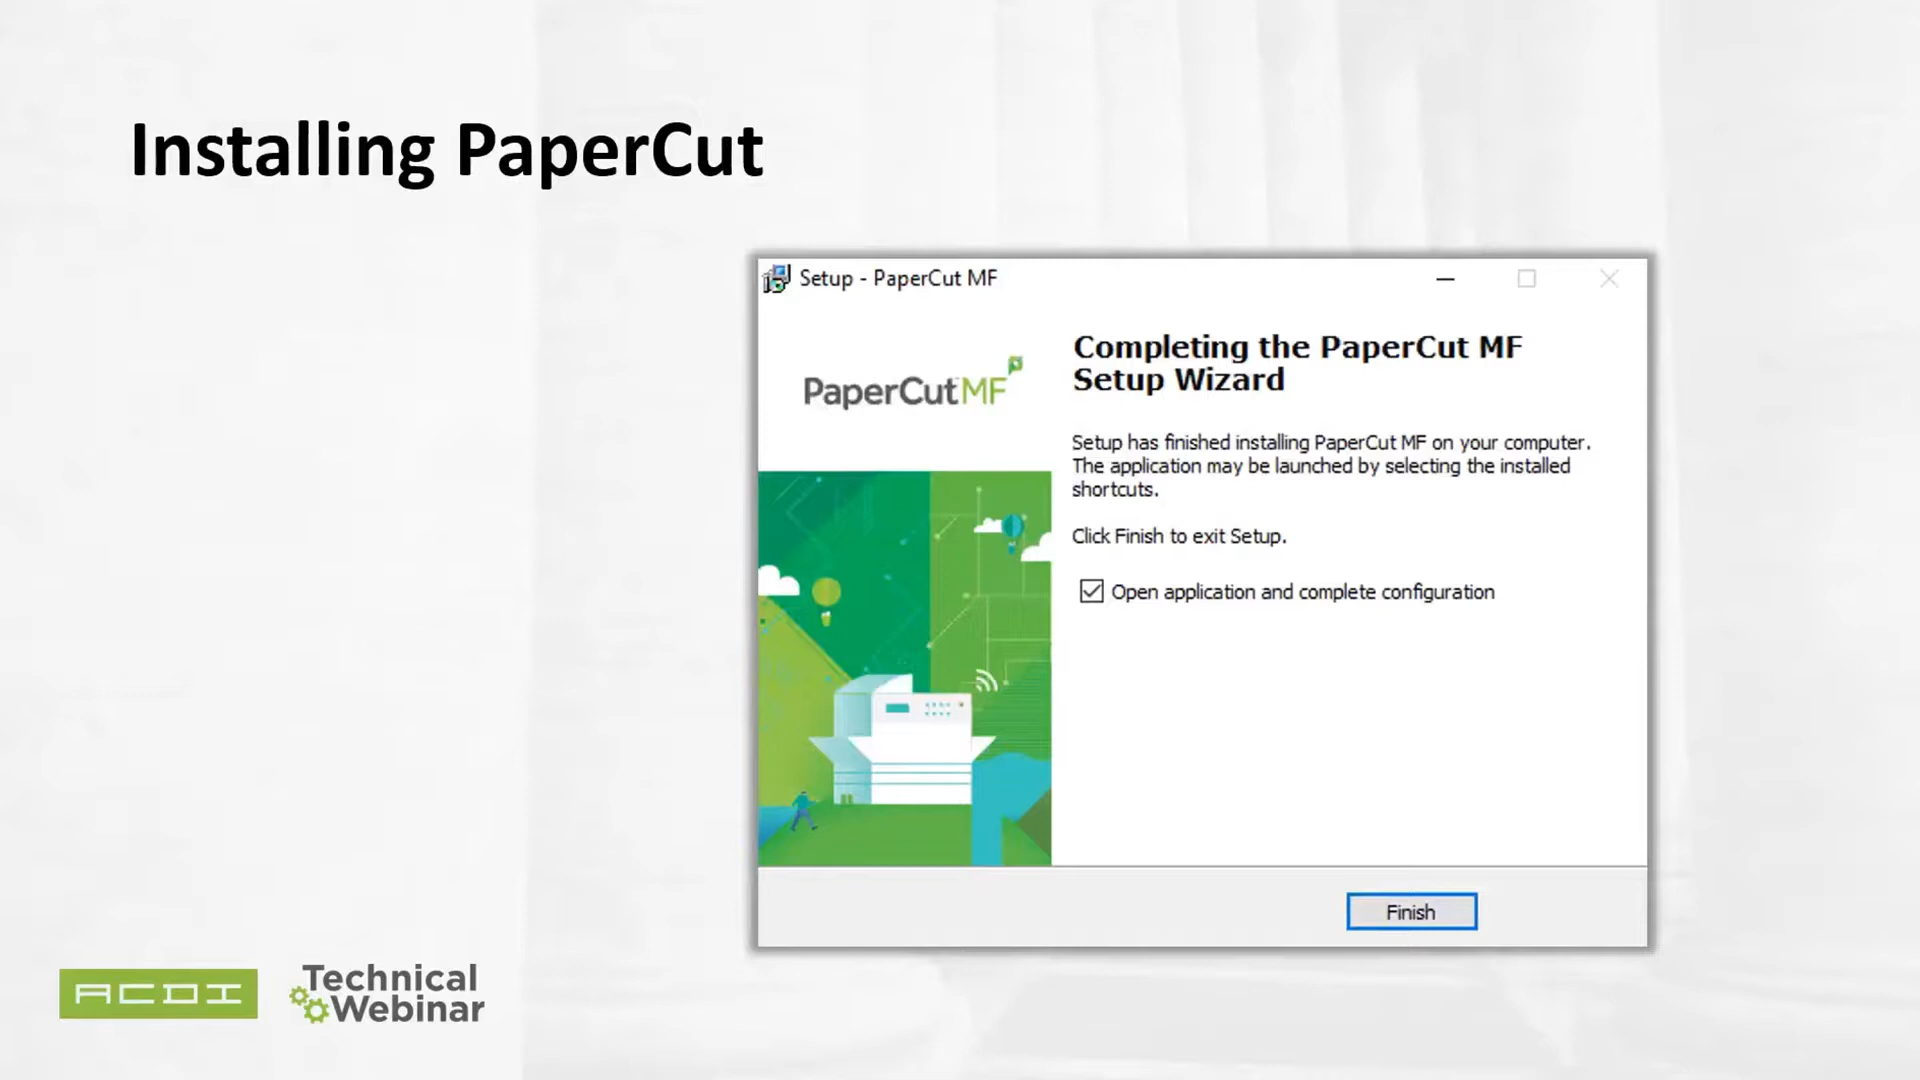 Installing PaperCut
Setup - PaperCut MF
PaperCut MF
Completing the PaperCut MF
Setup Wizard
Setup has finished installing PaperCut MF on your computer.
The application may be launched by selecting the installed
shortcuts.
Click Finish to exit Setup.
Open application and complete configuration
Finish
ACDI
Technical
Webinar